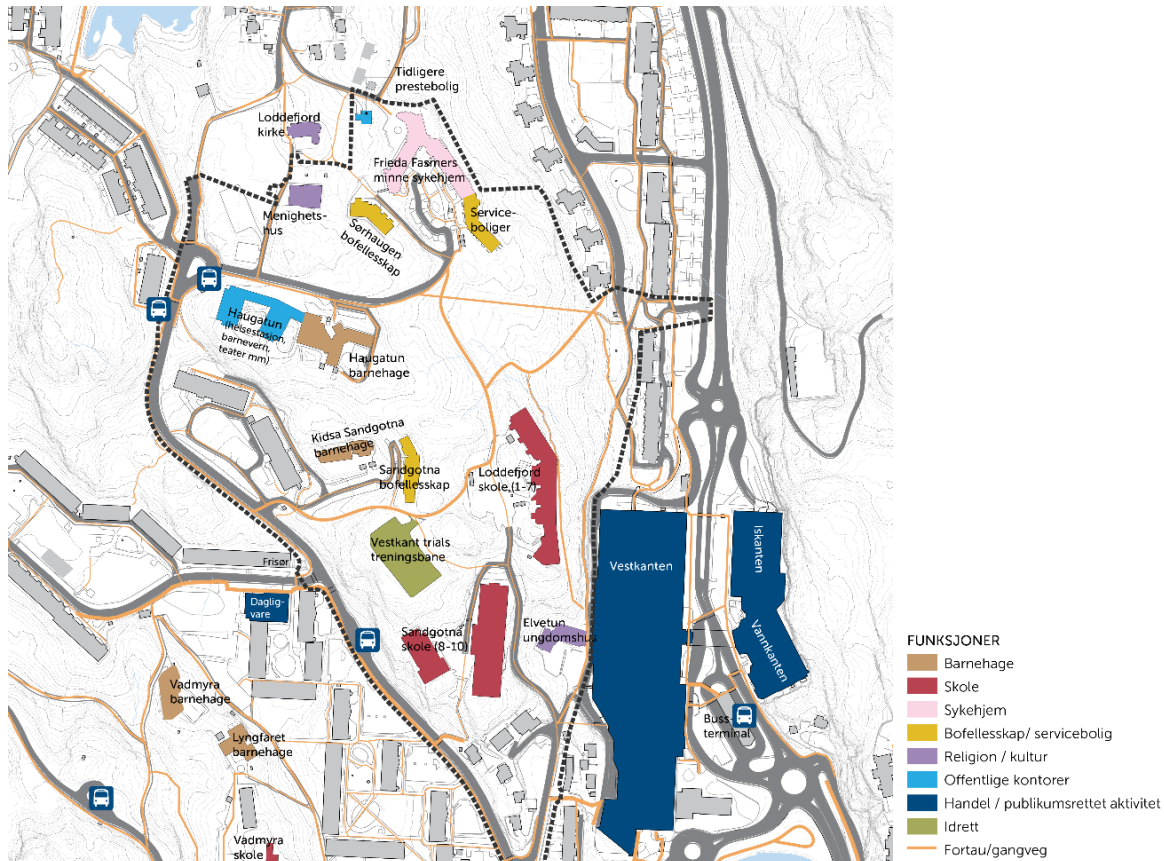 Tidligere
prestebolig
Loddefjord
kirke
Frieda Fasmers
minne sykehjem
Menighets-
hus
Sørhaugen
bofellesskap
Service-
boliger
Haugatun
(helsestasjon,
barnevern,
teater mm)
Haugatun
barnehage
Kidsa Sandgotna
barnehage
Sandgotna
bofellesskap
Loddefjord
skole (1-7)
Vestkant trials
treningsbane
Vestkanten
Iskanten
Vannkanten
Frisør
Daglig-
vare
Sandgotna
skole (8-10)
Elvetun
ungdomshus
Vadmyra
barnehage
Lyngfaret
barnehage
Buss-
terminal
Vadmyra
skole
FUNKSJONER
Barnehage
Skole
Sykehjem
Bofellesskap/ servicebolig
Religion / kultur
Offentlige kontorer
Handel / publikumsrettet aktivitet
Idrett
Fortau/gangveg